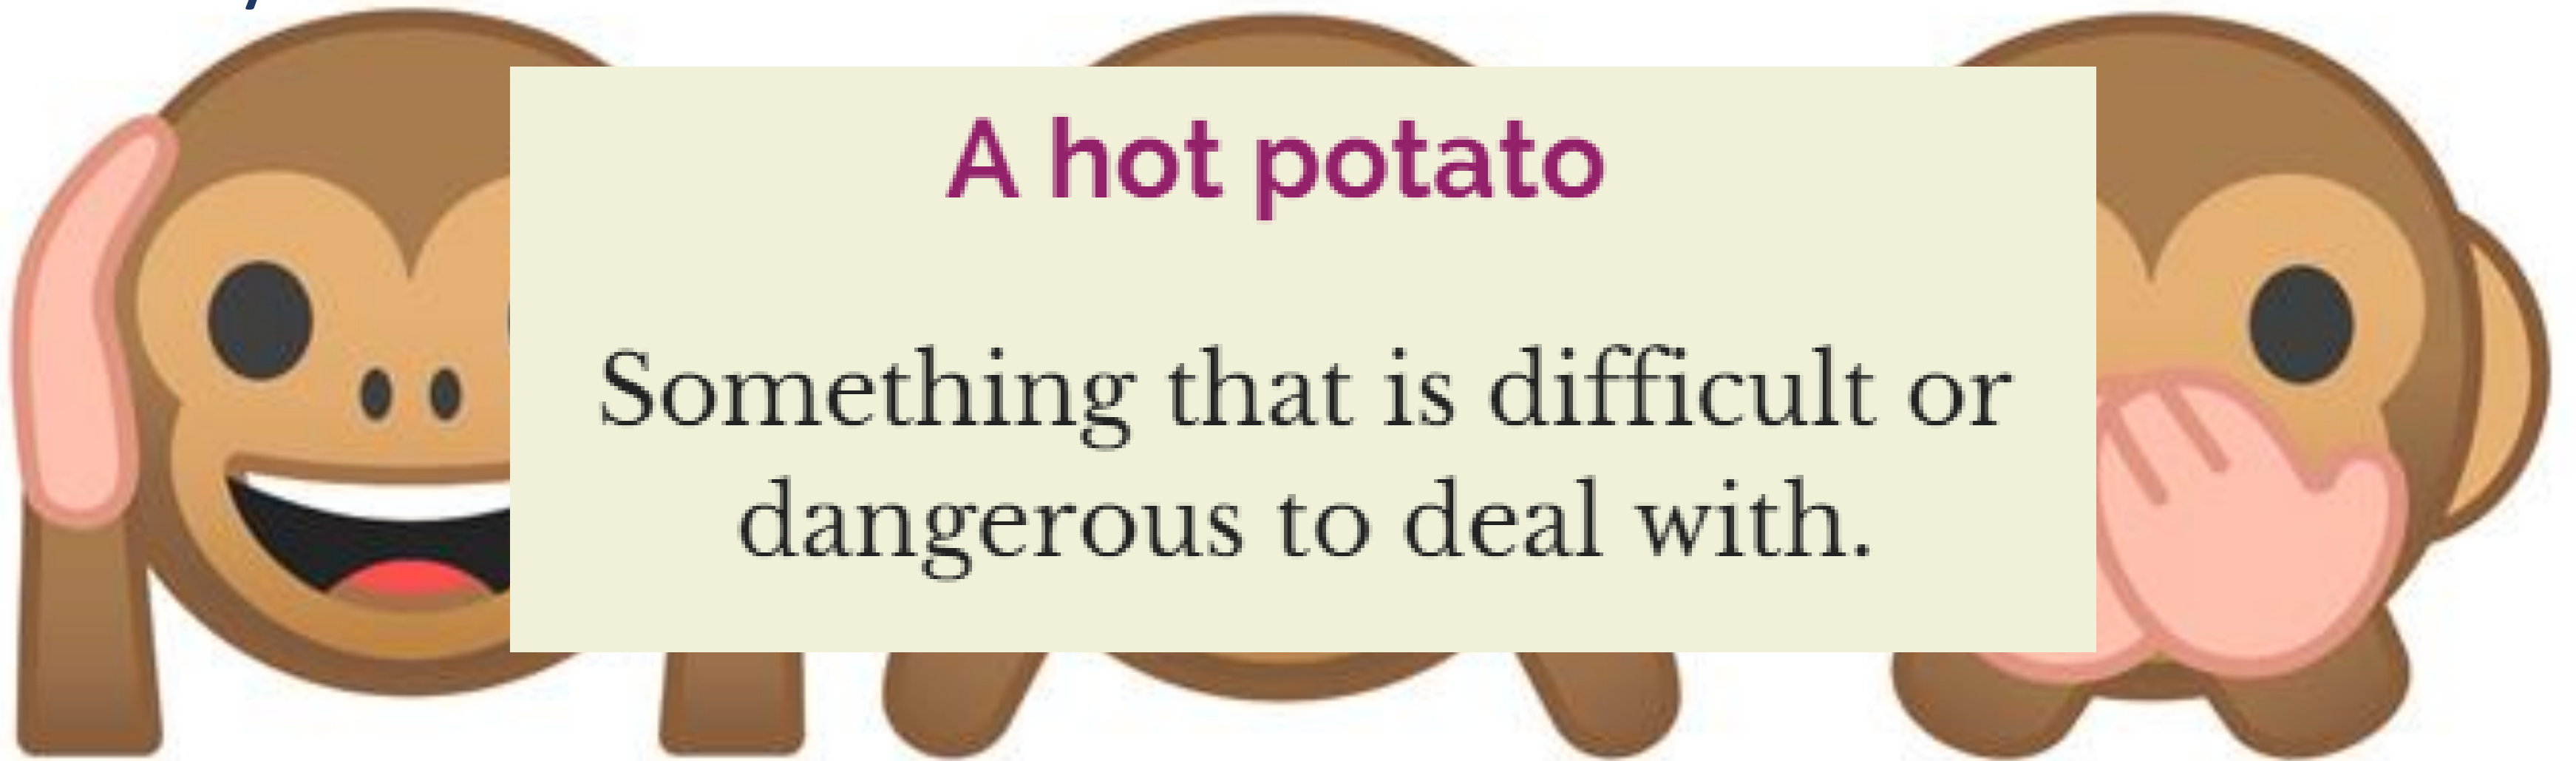 A hot potato
Something that is difficult or
dangerous to deal with.